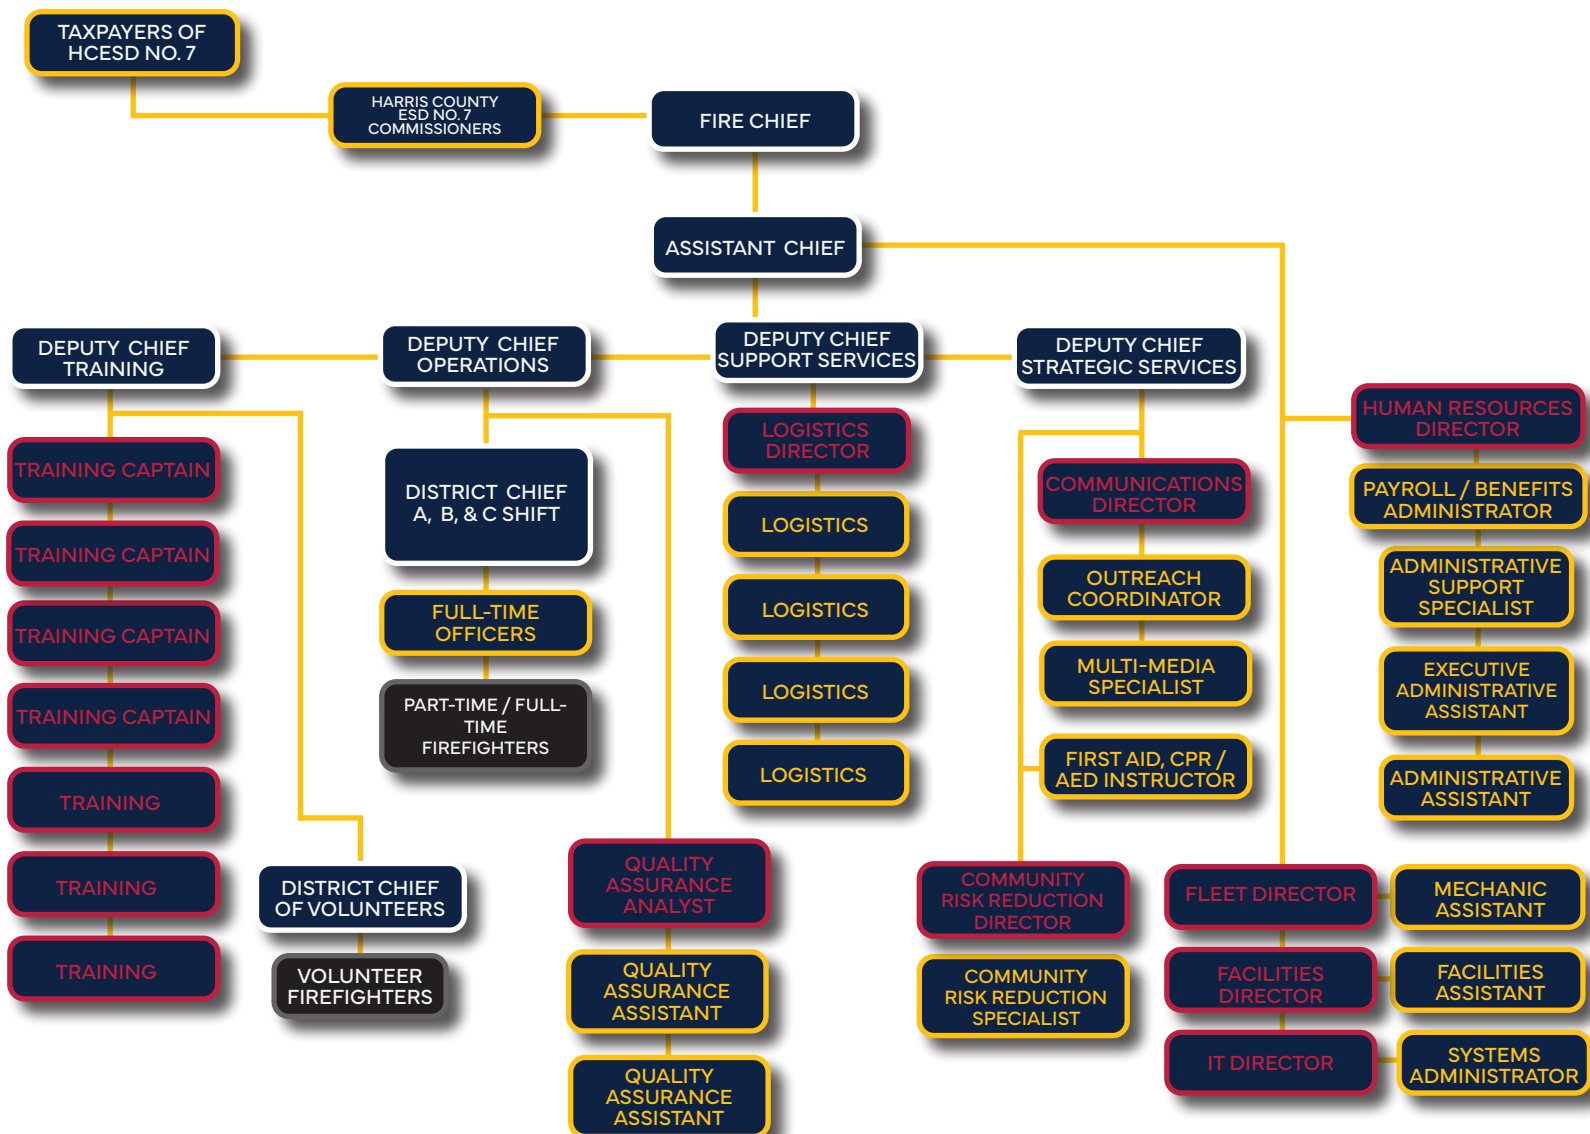 TAXPAYERS OF
HCESD NO. 7
HARRIS COUNTY
ESD NO. 7
COMMISSIONERS
FIRE CHIEF
ASSISTANT CHIEF
DEPUTY CHIEF
TRAINING
DEPUTY CHIEF
OPERATIONS
DEPUTY CHIEF
SUPPORT SERVICES
DEPUTY CHIEF
STRATEGIC SERVICES
TRAINING CAPTAIN
TRAINING CAPTAIN
TRAINING CAPTAIN
TRAINING CAPTAIN
TRAINING
TRAINING
TRAINING
DISTRICT CHIEF
OF VOLUNTEERS
VOLUNTEER
FIREFIGHTERS
DISTRICT CHIEF
A, B, & C SHIFT
FULL-TIME
OFFICERS
PART-TIME / FULL-
TIME
FIREFIGHTERS
QUALITY
ASSURANCE
ANALYST
QUALITY
ASSURANCE
ASSISTANT
QUALITY
ASSURANCE
ASSISTANT
LOGISTICS
DIRECTOR
LOGISTICS
LOGISTICS
LOGISTICS
LOGISTICS
COMMUNICATIONS
DIRECTOR
OUTREACH
COORDINATOR
MULTI-MEDIA
SPECIALIST
FIRST AID, CPR /
AED INSTRUCTOR
COMMUNITY
RISK REDUCTION
DIRECTOR
COMMUNITY
RISK REDUCTION
SPECIALIST
HUMAN RESOURCES
DIRECTOR
PAYROLL / BENEFITS
ADMINISTRATOR
ADMINISTRATIVE
SUPPORT
SPECIALIST
EXECUTIVE
ADMINISTRATIVE
ASSISTANT
ADMINISTRATIVE
ASSISTANT
FLEET DIRECTOR
MECHANIC
ASSISTANT
FACILITIES
DIRECTOR
FACILITIES
ASSISTANT
IT DIRECTOR
SYSTEMS
ADMINISTRATOR